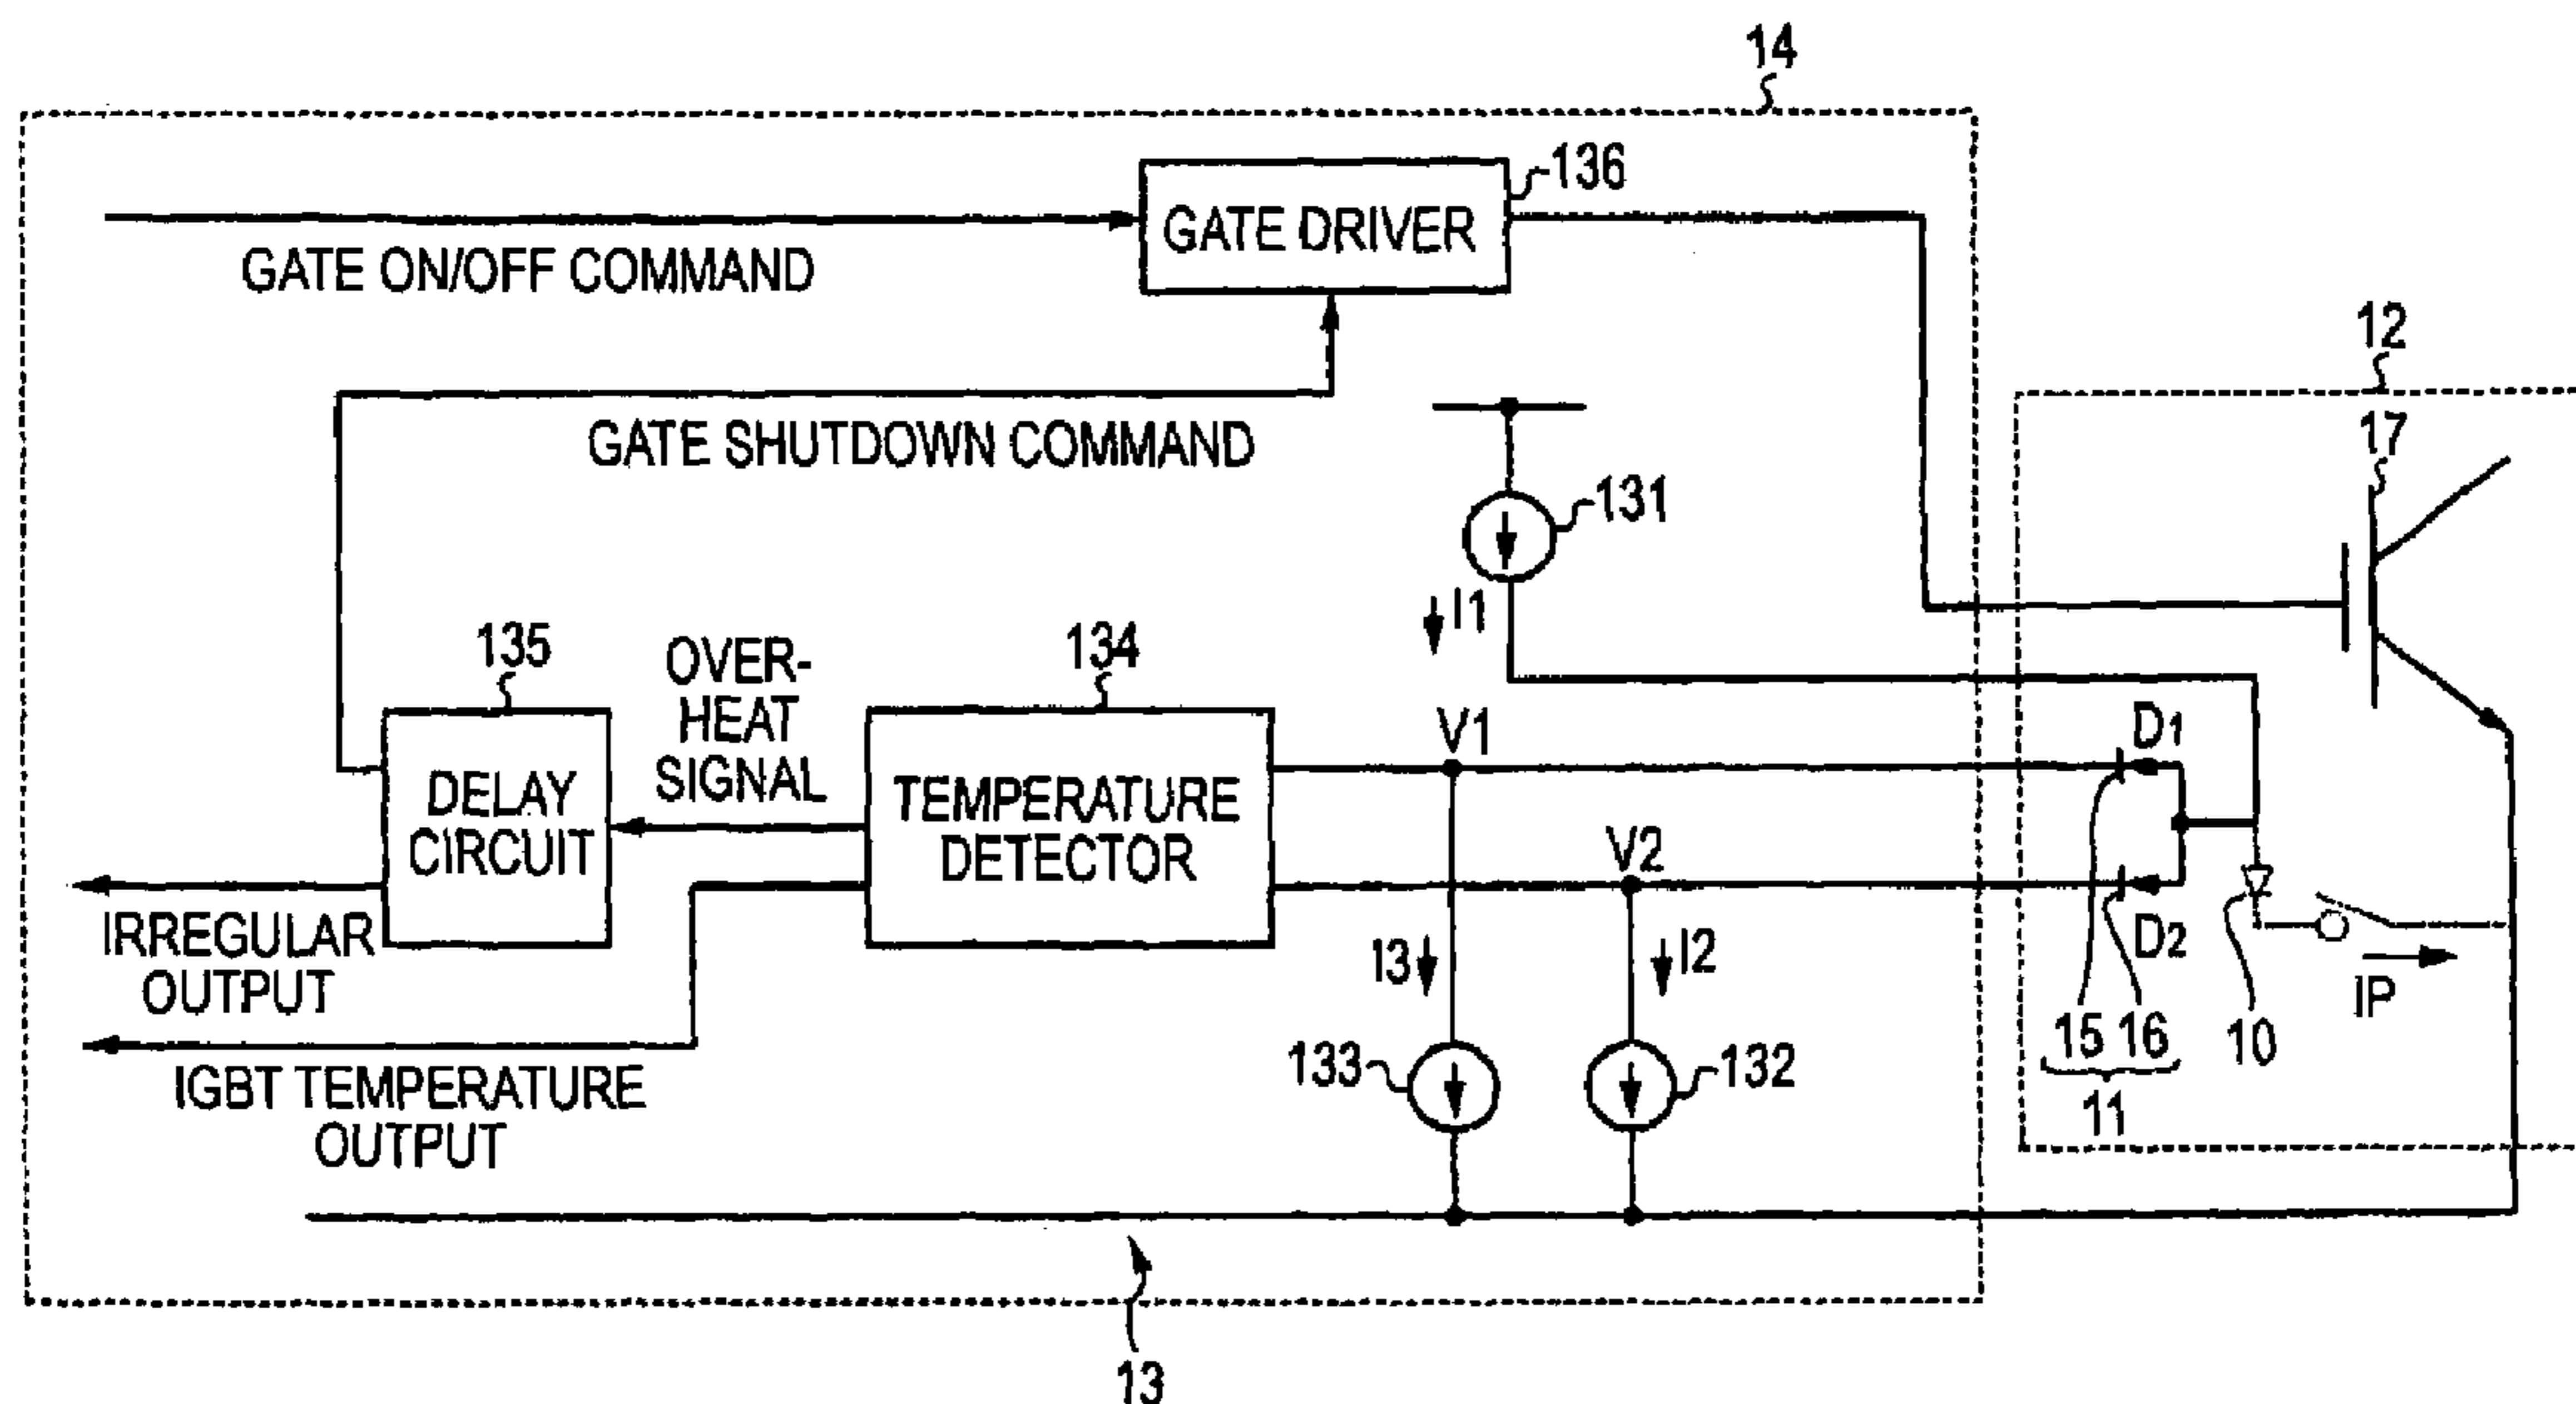 14
136
GATE DRIVER
GATE ON/OFF COMMAND
12
17
GATE SHUTDOWN COMMAND
131
I1
135
OVER-
HEAT
SIGNAL
134
V1
D1
DELAY
CIRCUIT
TEMPERATURE
DETECTOR
V2
D2
IRREGULAR
OUTPUT
I3
I2
IP
15 16
10
11
133
132
IGBT TEMPERATURE
OUTPUT
13